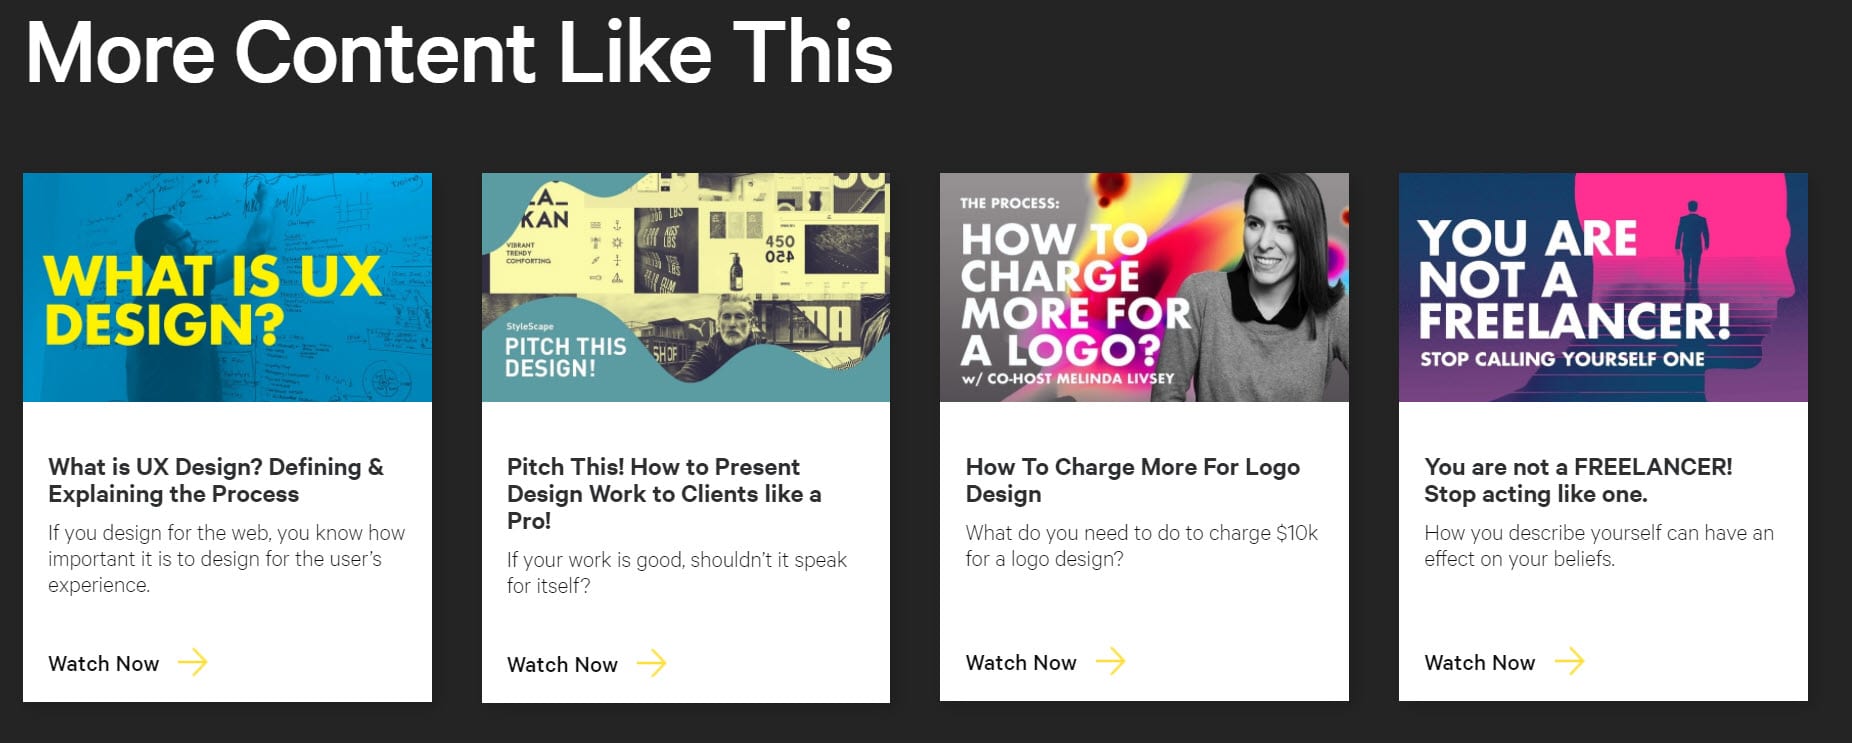 More Content Like This
WHAT IS UX
DESIGN?
What is UX Design? Defining &
Explaining the Process
If you design for the web, you know how
important it is to design for the user's
experience.
Watch Now
LA_
KAN
VIBRANT
TRENDY
COMFORTING
KGS
LBS
450
SHOP
StyleScape
PITCH THIS
DESIGN!
Pitch This! How to Present
Design Work to Clients like a
Pro!
If your work is good, shouldn't it speak
for itself?
Watch Now
THE PROCESS:
HOW TO
CHARGE
MORE FOR
A LOGO?
w/ CO-HOST MELINDA LIVSEY
How To Charge More For Logo
Design
What do you need to do to charge $10k
for a logo design?
Watch Now
YOU ARE
NOT A
FREELANCER!
STOP CALLING YOURSELF ONE
You are not a FREELANCER!
Stop acting like one.
How you describe yourself can have an
effect on your beliefs.
Watch Now